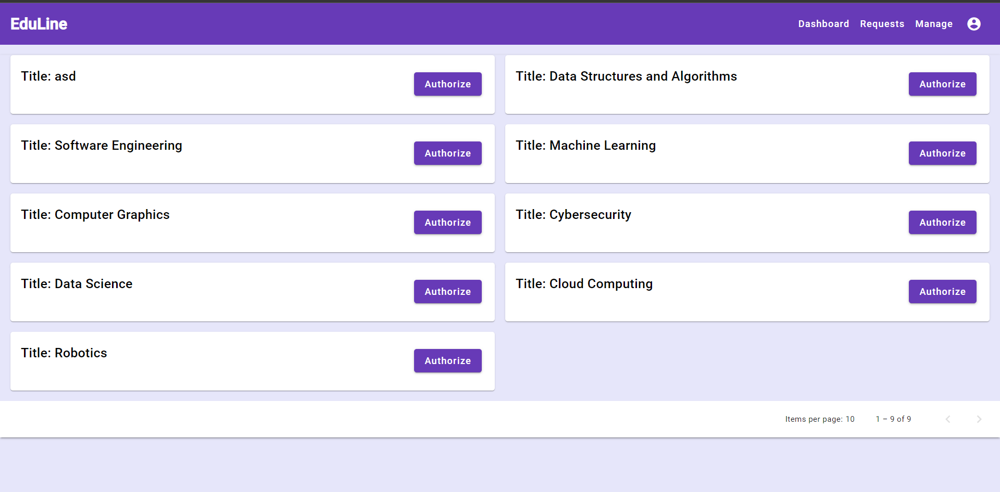 EduLine
Dashboard Requests Manage
Title: asd
Authorize
Title: Data Structures and Algorithms
Authorize
Title: Software Engineering
Authorize
Title: Machine Learning
Authorize
Title: Computer Graphics
Authorize
Title: Cybersecurity
Authorize
Title: Data Science
Authorize
Title: Cloud Computing
Authorize
Title: Robotics
Authorize
Items per page: 10 1 – 9 of 9